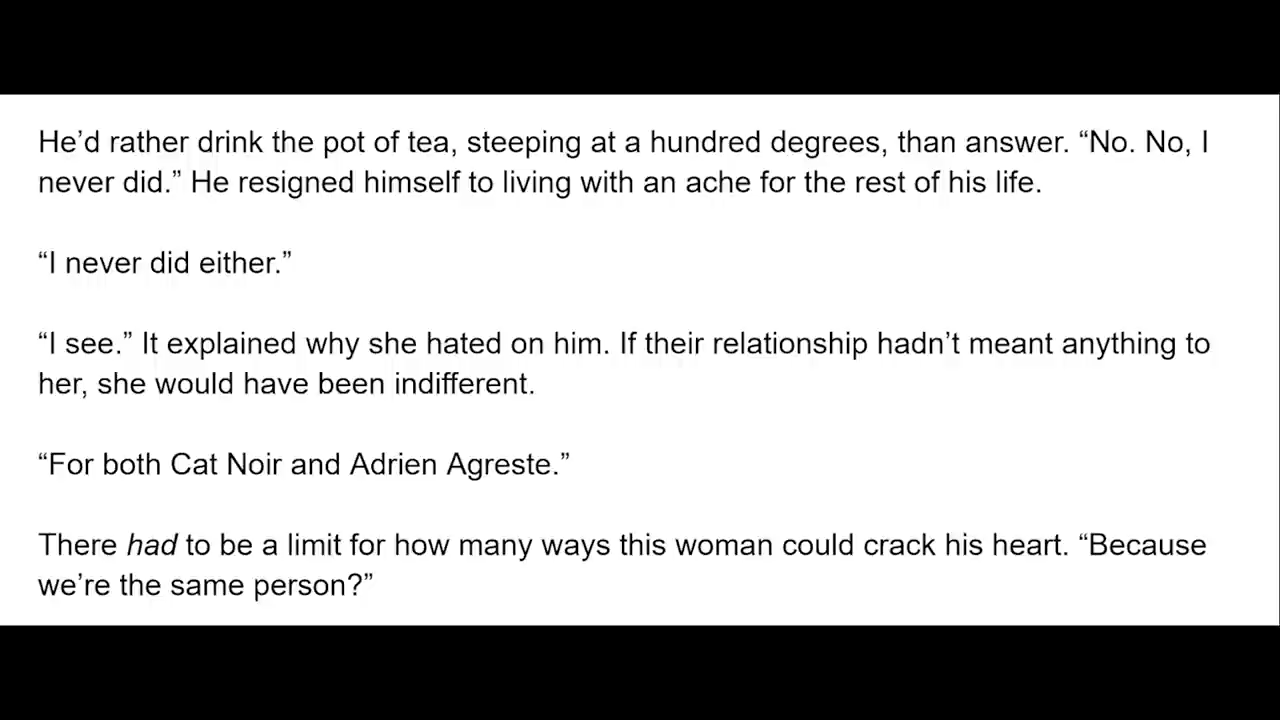 He’d rather drink the pot of tea, steeping at a hundred degrees, than answer. “No. No, I
never did.” He resigned himself to living with an ache for the rest of his life.
“I never did either.”
“I see.” It explained why she hated on him. If their relationship hadn’t meant anything to
her, she would have been indifferent.
“For both Cat Noir and Adrien Agreste.”
There had to be a limit for how many ways this woman could crack his heart. “Because
we’re the same person?”